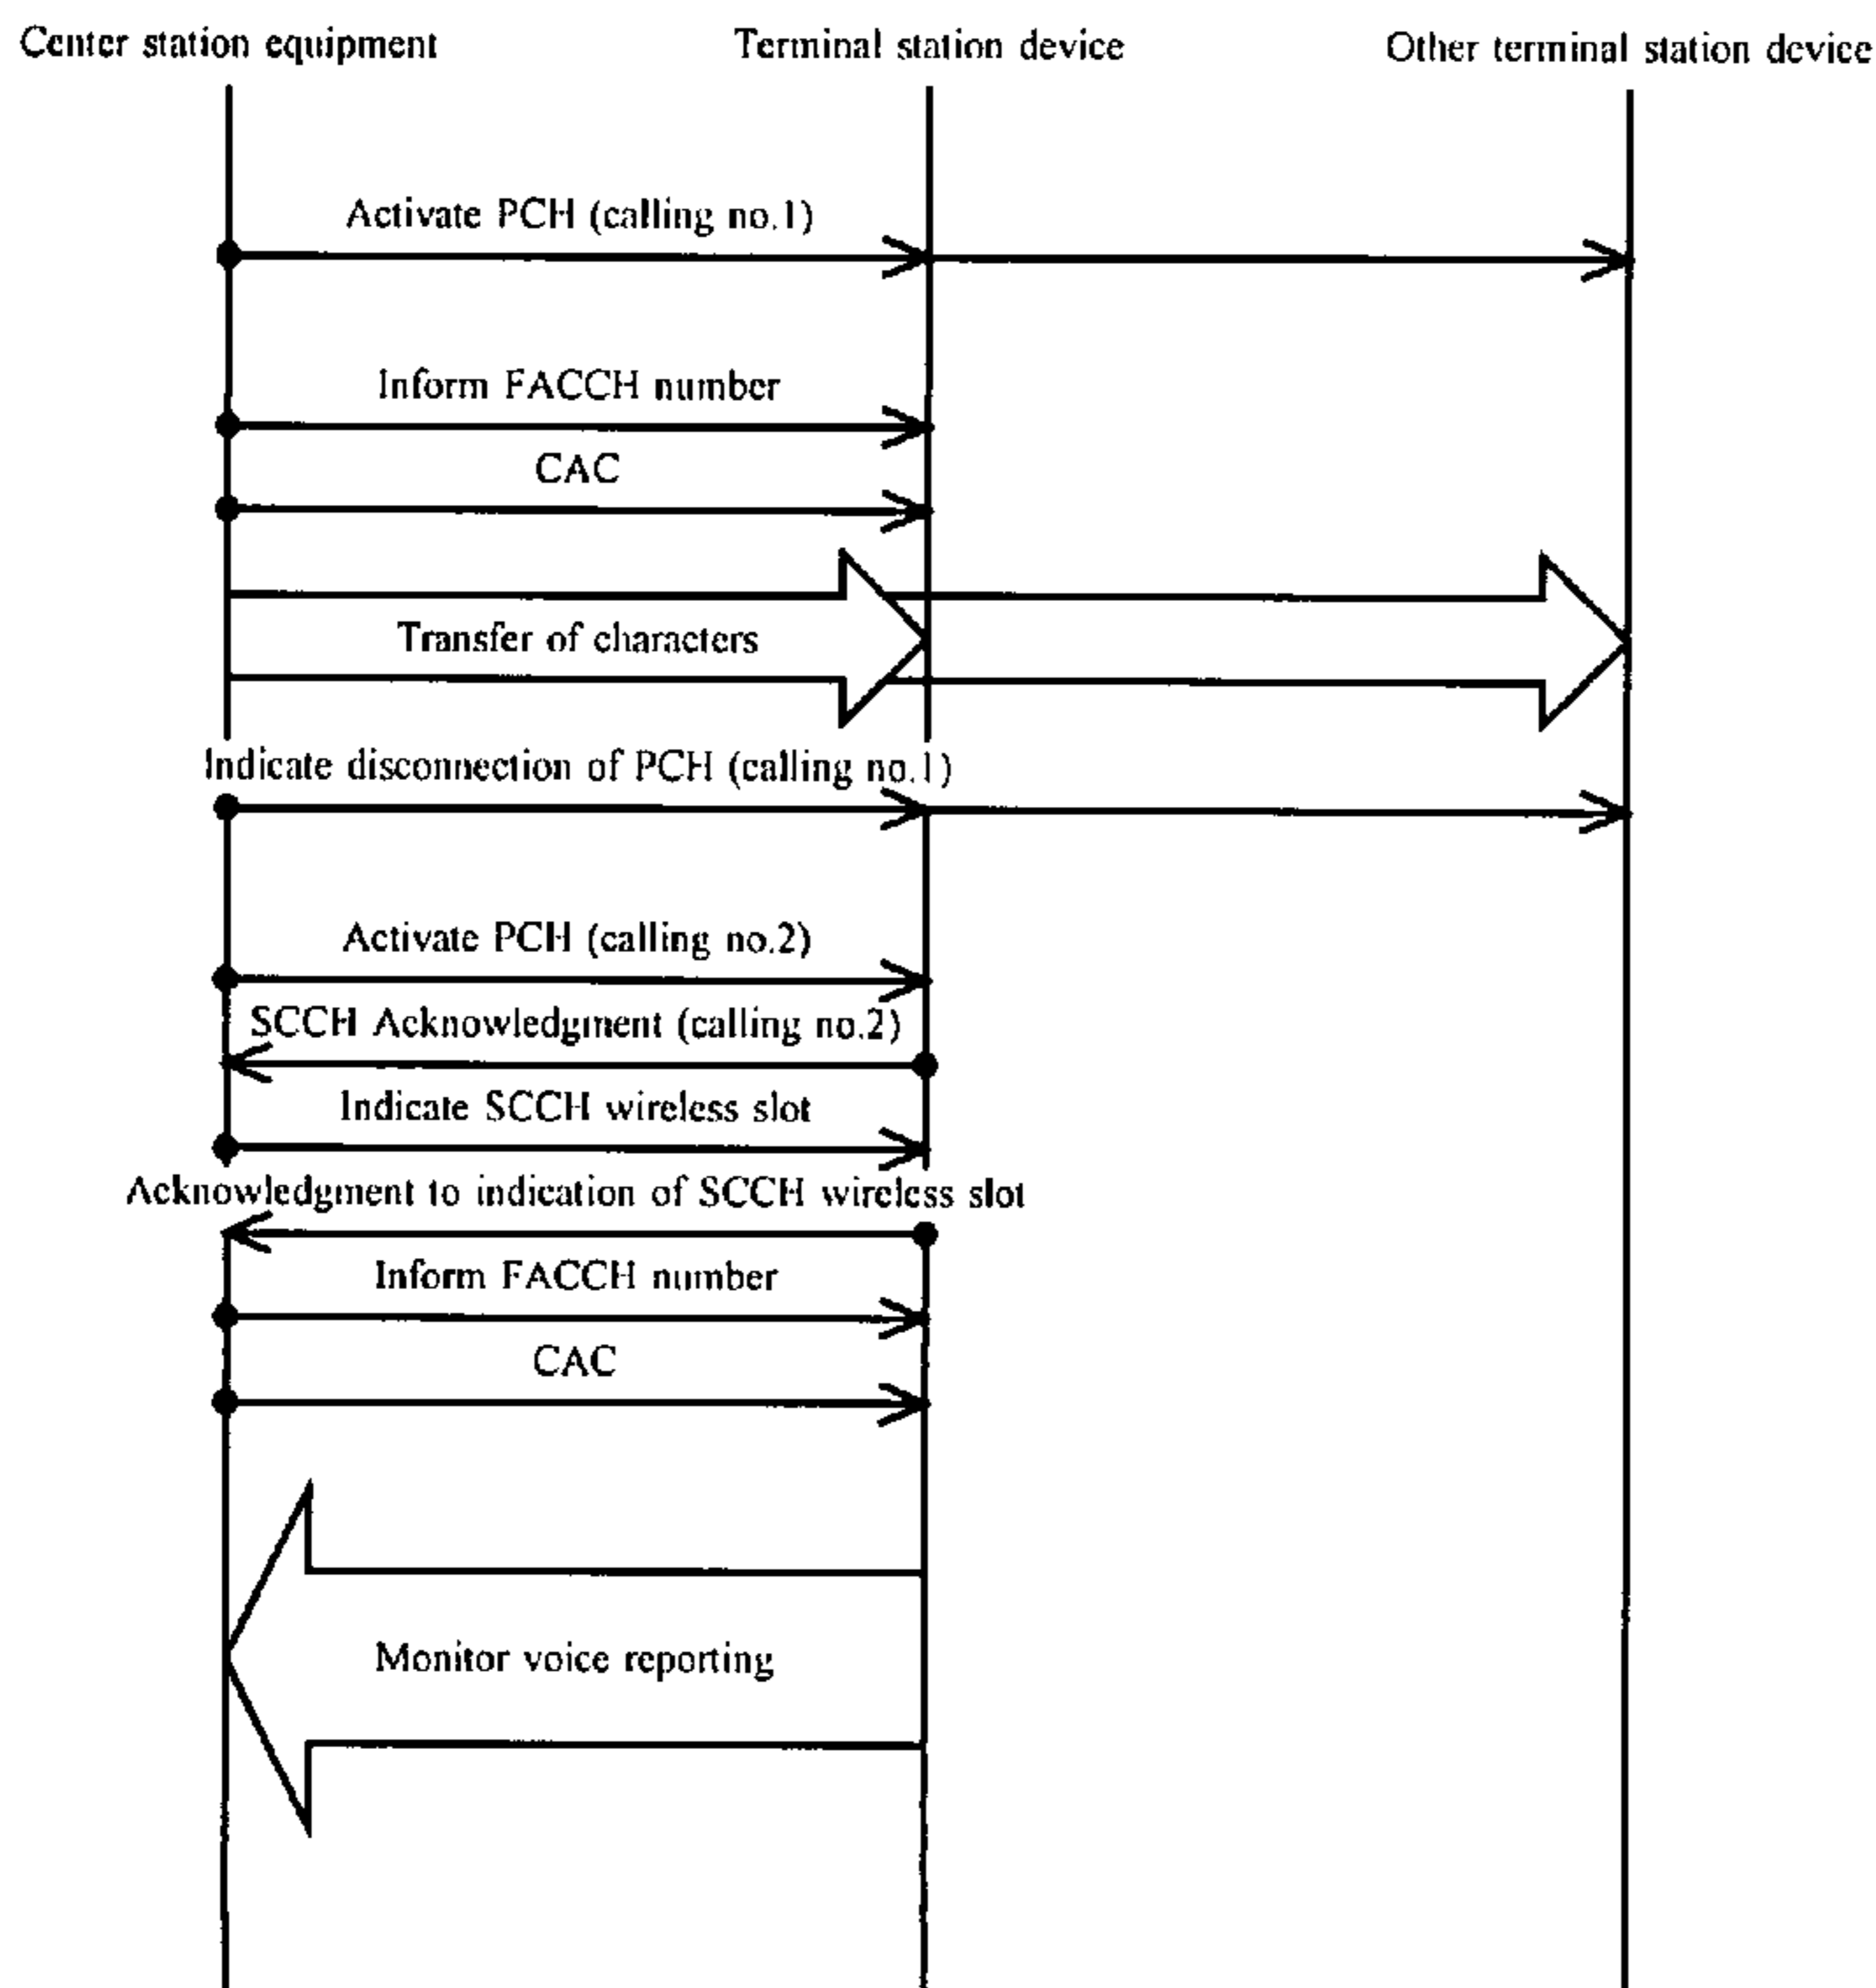 Center station equipment
Terminal station device
Other terminal station device
Activate PCH (calling no.1)
Inform FACCH number
CAC
Transfer of characters
Indicate disconnection of PCH (calling no.1)
Activate PCH (calling no.2)
SCCH Acknowledgment (calling no.2)
Indicate SCCH wireless slot
Acknowledgment to indication of SCCH wireless slot
Inform FACCH number
CAC
Monitor voice reporting